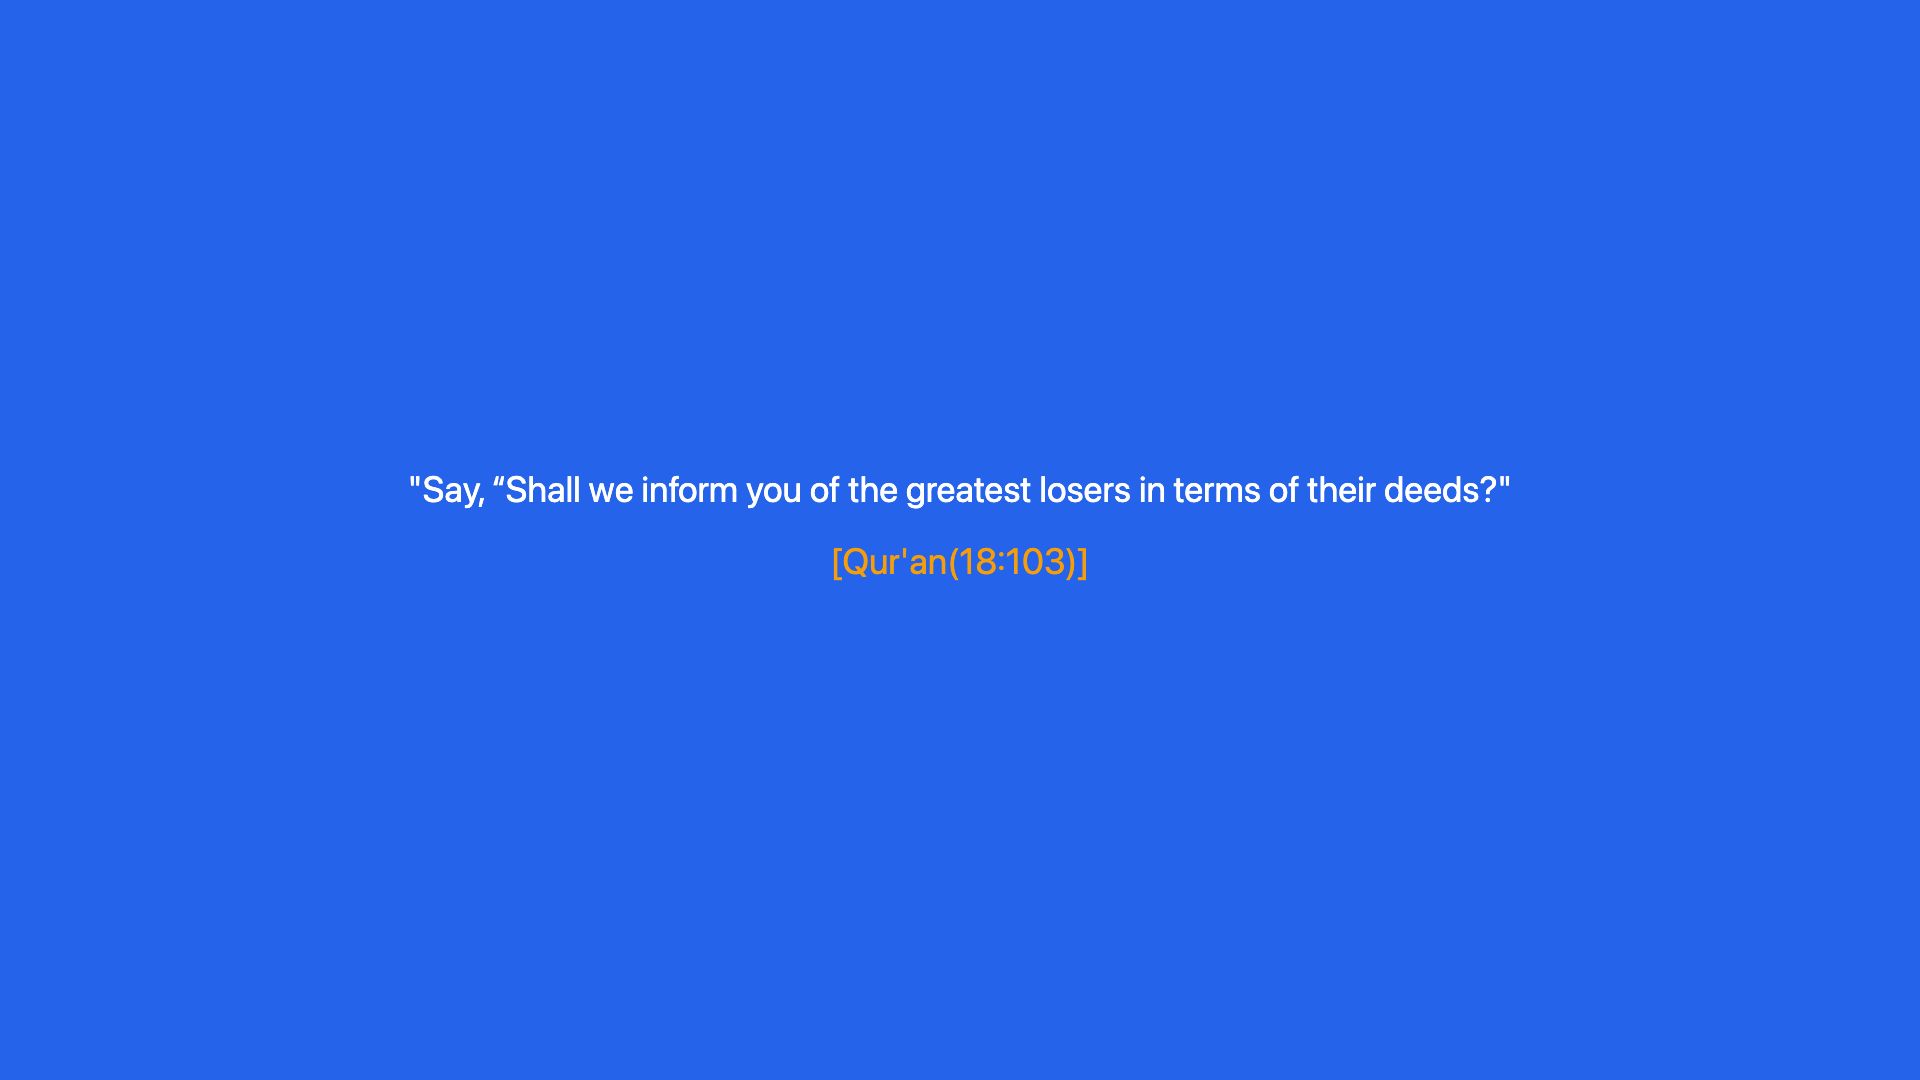 "Say, “Shall we inform you of the greatest losers in terms of their deeds?"
[Qur'an(18:103)]